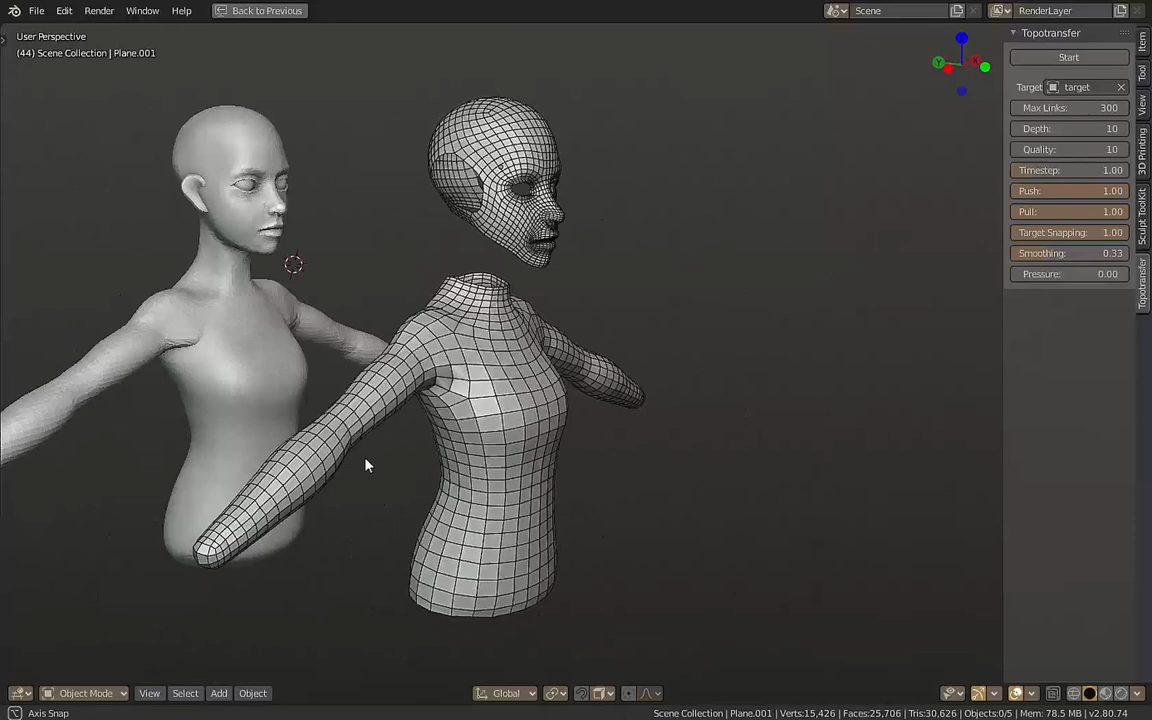 File Edit Render Window Help Back to Previous Scene RenderLayer
User Perspective
(44) Scene Collection | Plane.001
Z
Y
X
Topotransfer
Start
Target target
Max Links: 300
Depth: 10
Quality: 10
Timestep: 1.00
Push: 1.00
Pull: 1.00
Target Snapping: 1.00
Smoothing: 0.33
Pressure: 0.00
Item
Tool
View
3D Printing
Sculpt ToolKit
Topotransfer
Object Mode View Select Add Object Global
Axis Snap
Scene Collection | Plane.001 | Verts:15,426 | Faces:25,706 | Tris:30,626 | Objects:0/5 | Mem: 78.5 MB | v2.80.74